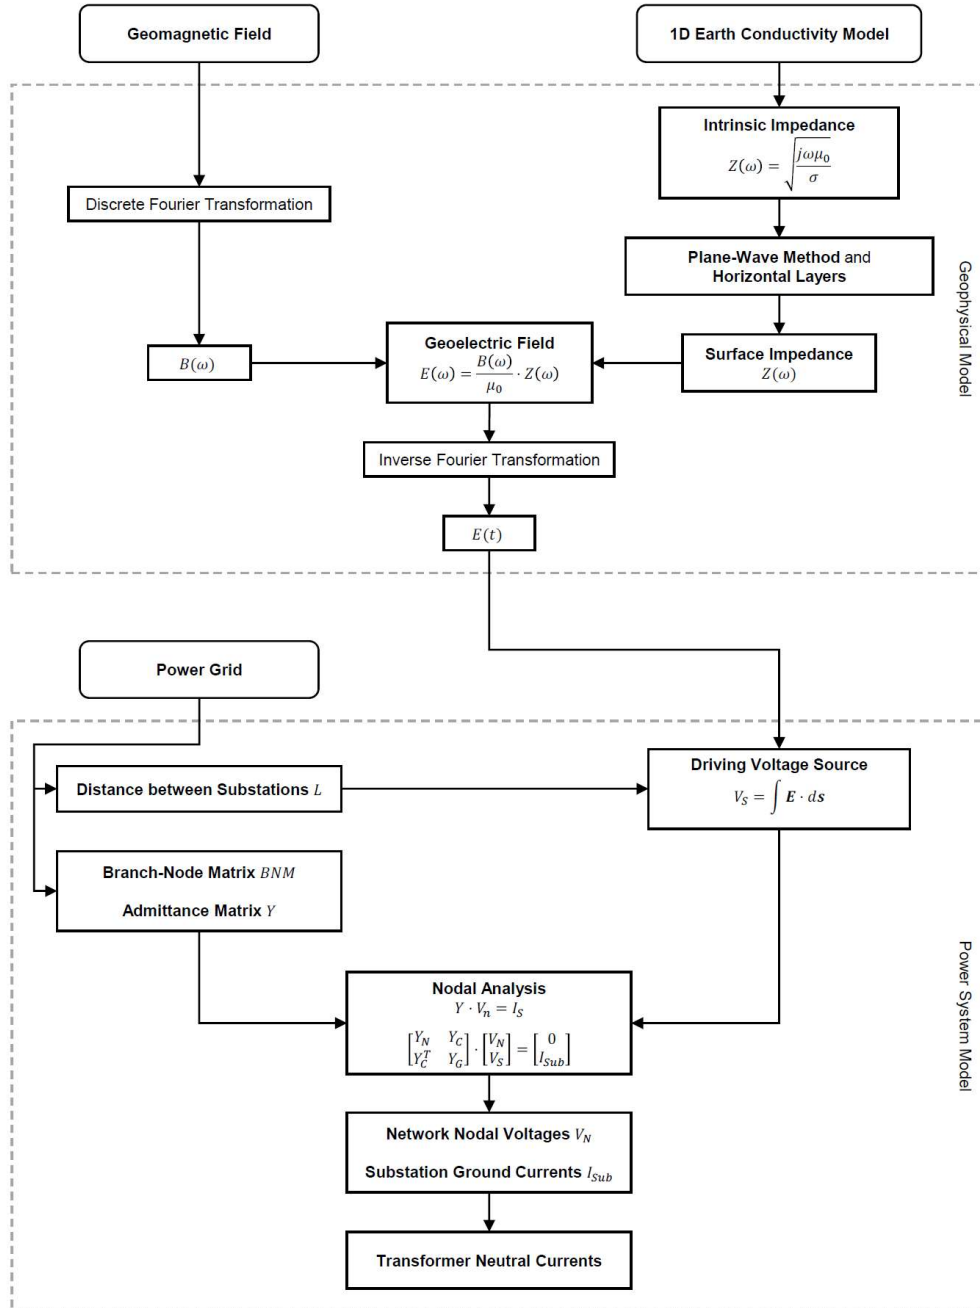 Geomagnetic Field
1D Earth Conductivity Model
Intrinsic Impedance
Z(ω) = √(jωμ₀/σ)
Discrete Fourier Transformation
Plane-Wave Method and
Horizontal Layers
Geophysical Model
B(ω)
Geoelectric Field
E(ω) = B(ω)/μ₀ · Z(ω)
Surface Impedance
Z(ω)
Inverse Fourier Transformation
E(t)
Power Grid
Distance between Substations L
Driving Voltage Source
V_S = ∫ E · ds
Branch-Node Matrix BNM
Admittance Matrix Y
Power System Model
Nodal Analysis
Y · V_n = I_S
[Y_N Y_C; Y_C^T Y_G] · [V_N; V_S] = [0; I_Sub]
Network Nodal Voltages V_N
Substation Ground Currents I_Sub
Transformer Neutral Currents